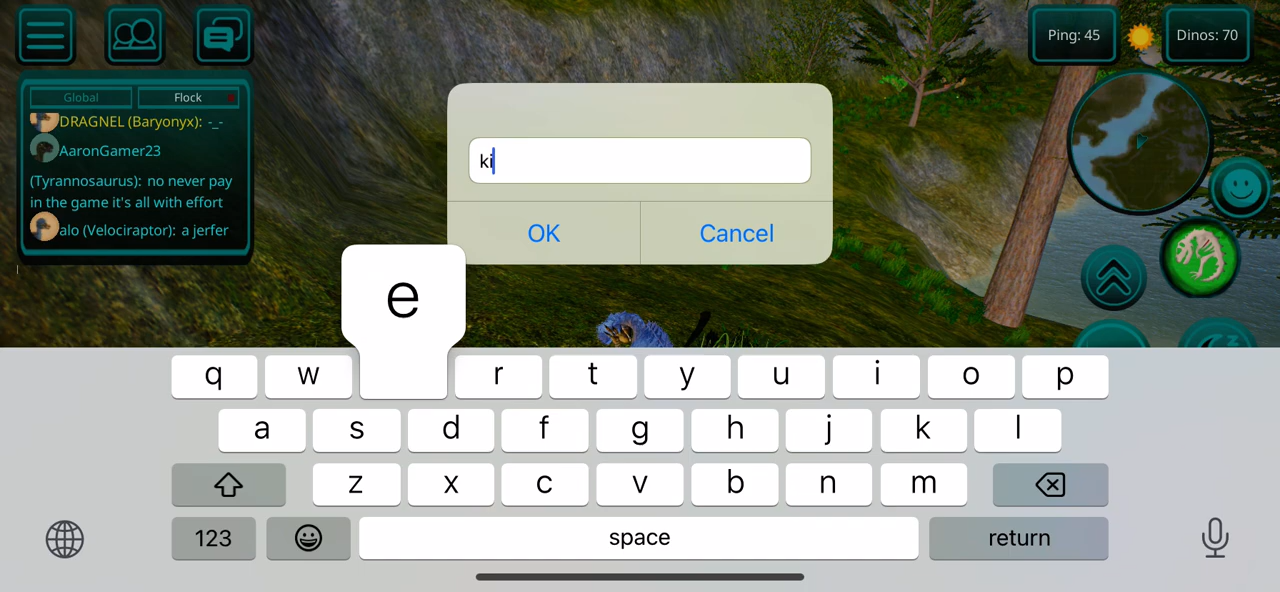 Ping: 45
Dinos: 70
Global
Flock
DRAGNEL (Baryonyx): -_-
AaronGamer23
(Tyrannosaurus): no never pay
in the game it's all with effort
alo (Velociraptor): a jerfer
ki
OK
Cancel
e
q w r t y u i o p
a s d f g h j k l
z x c v b n m
123
space
return